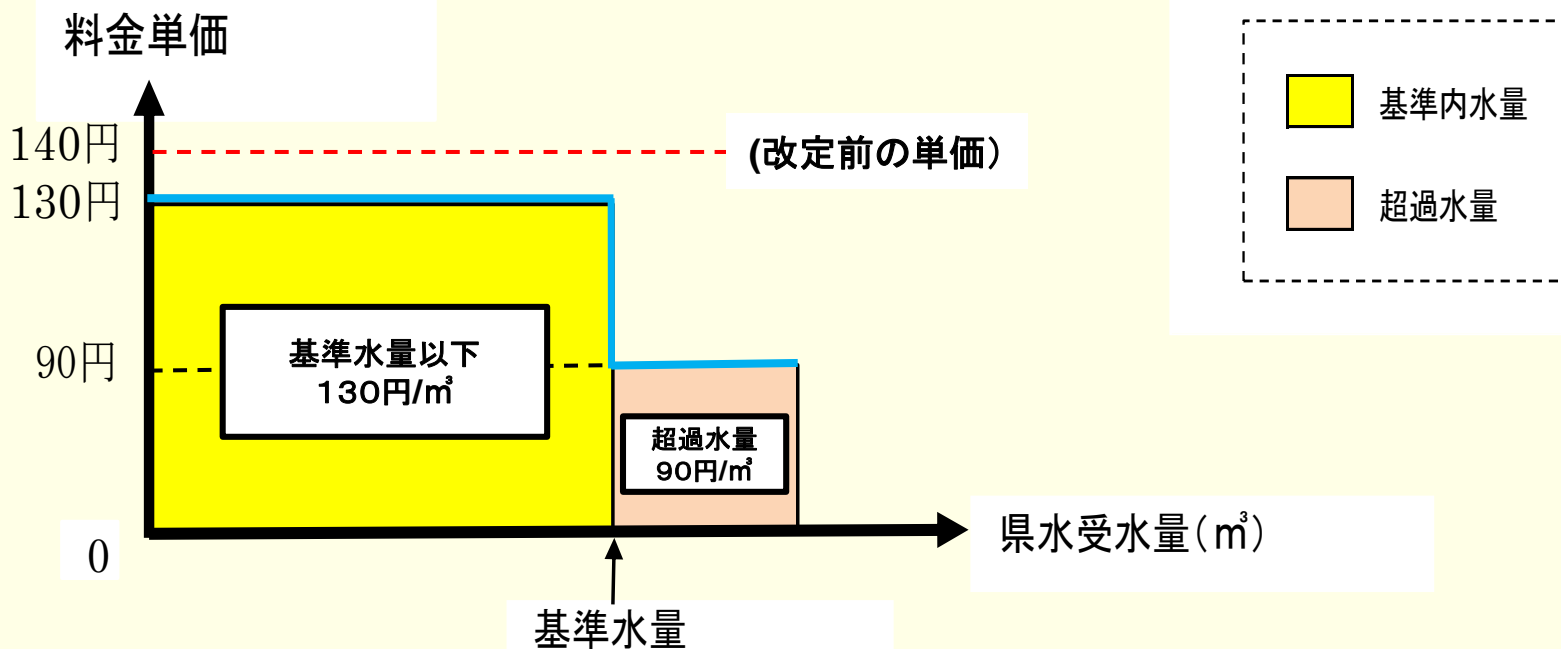 料金単価
140円
(改定前の単価）
130円
90円
基準水量以下
１３０円/㎥
超過水量
９０円/㎥
0
県水受水量（㎥）
基準水量
基準内水量
超過水量